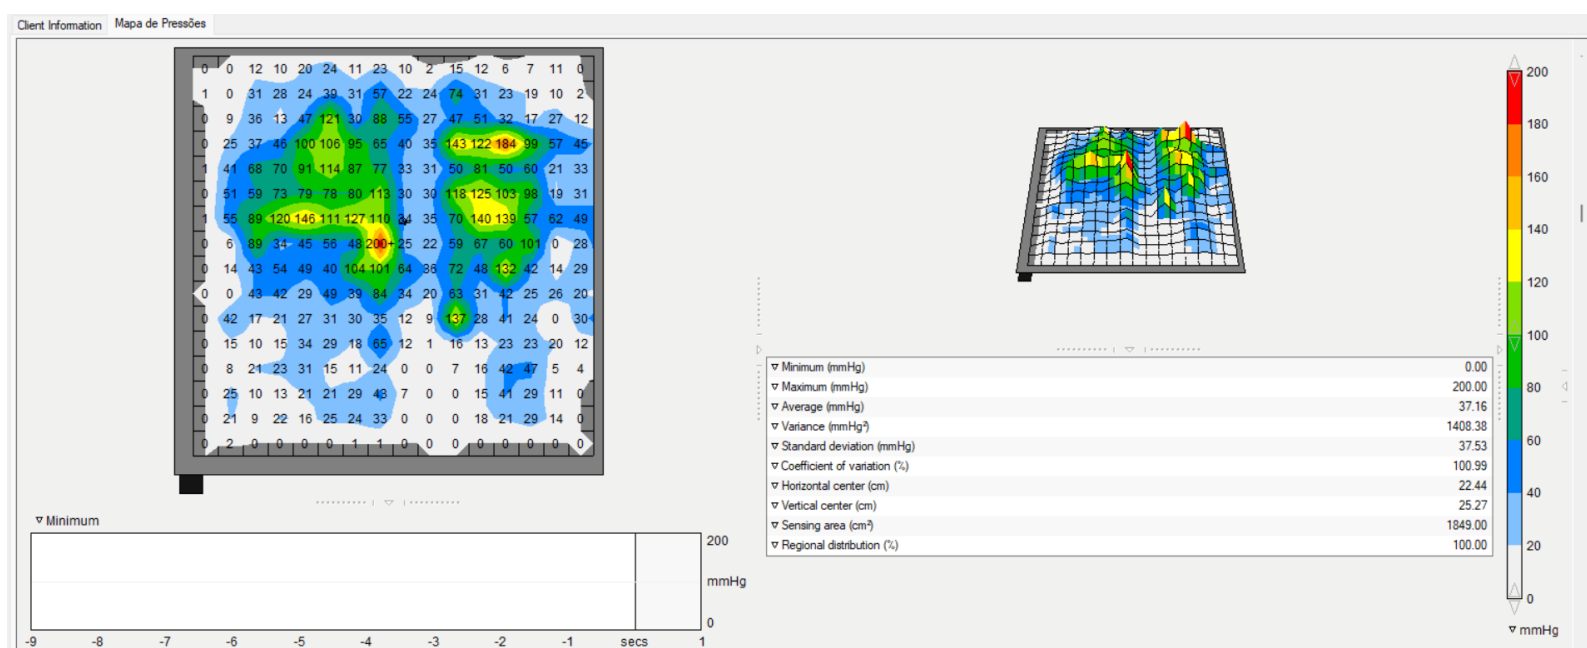 Client Information Mapa de Pressões
0 0 12 10 20 24 11 23 10 2 15 12 6 7 11 0
1 0 31 28 24 39 31 57 22 24 74 31 23 19 10 2
0 9 36 13 47 121 30 88 55 27 47 51 32 17 27 12
0 25 37 46 100 106 95 65 40 35 143 122 184 99 57 45
1 41 68 70 91 114 87 77 33 31 50 81 50 60 21 33
0 51 59 73 79 78 80 113 30 30 118 125 103 98 19 31
1 55 89 120 146 111 127 110 34 35 70 140 139 57 62 49
0 6 89 34 45 56 48 200+ 25 22 59 67 60 101 0 28
0 14 43 54 49 40 104 101 64 36 72 48 132 42 14 29
0 0 43 42 29 49 39 84 34 20 63 31 42 25 26 20
0 42 17 21 27 31 30 35 12 9 137 28 41 24 0 30
0 15 10 15 34 29 18 65 12 1 16 13 23 23 20 12
0 8 21 23 31 15 11 24 0 0 7 16 42 47 5 4
0 25 10 13 21 21 29 43 7 0 0 15 41 29 11 0
0 21 9 22 16 25 24 33 0 0 0 18 21 29 14 0
0 2 0 0 0 0 1 1 0 0 0 0 0 0 0 0
Minimum
200
mmHg
0
-9 -8 -7 -6 -5 -4 -3 -2 -1 secs 1
Minimum (mmHg) 0.00
Maximum (mmHg) 200.00
Average (mmHg) 37.16
Variance (mmHg²) 1408.38
Standard deviation (mmHg) 37.53
Coefficient of variation (%) 100.99
Horizontal center (cm) 22.44
Vertical center (cm) 25.27
Sensing area (cm²) 1849.00
Regional distribution (%) 100.00
200
180
160
140
120
100
80
60
40
20
0
mmHg